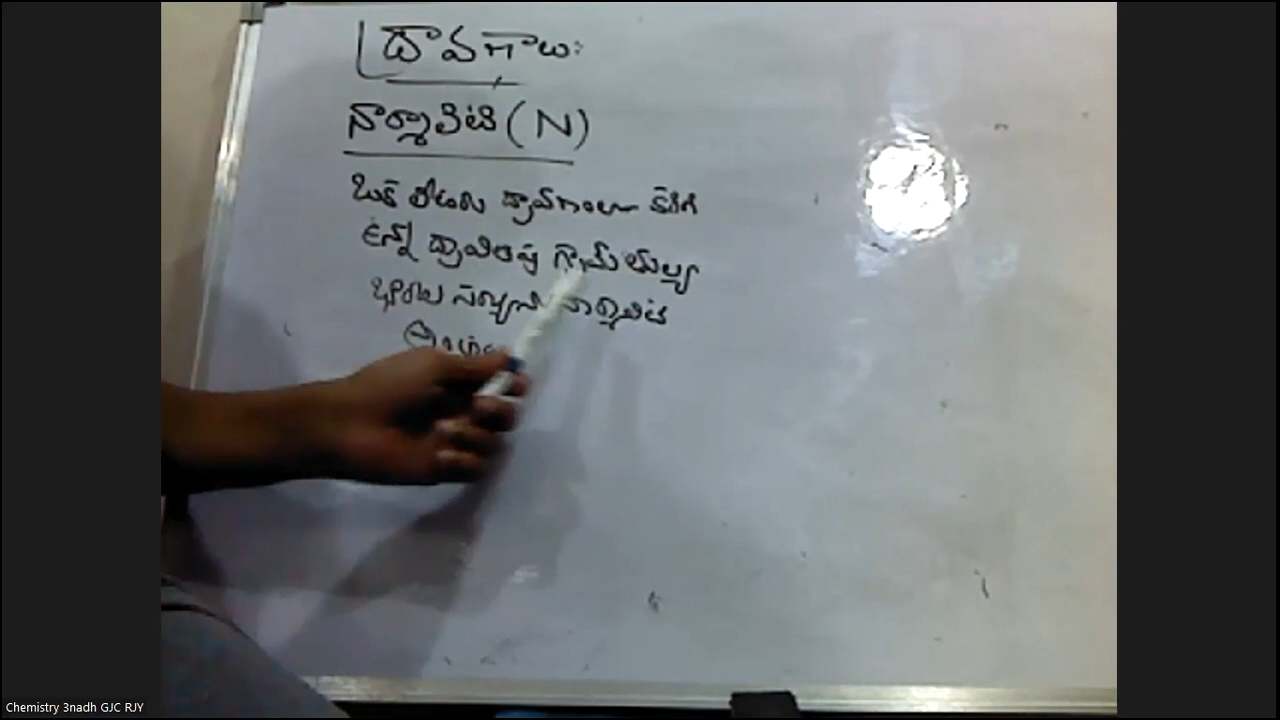 ద్రావణాలు:
నార్మాలిటి (N)
ఒక లీటరు ద్రావణంలో కరిగి
ఉన్న ద్రావితపు గ్రామ్ తుల్య
భారాల సంఖ్యను నార్మాలిటి
Chemistry 3nadh GJC RJY